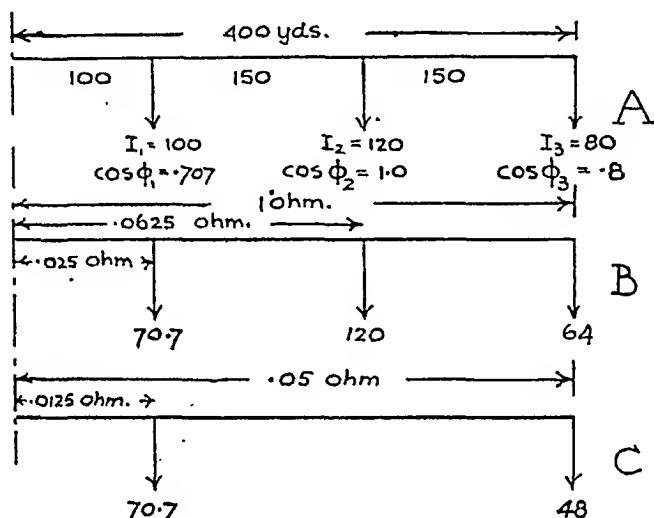 400 yds.
100 150 150
A
I₁ = 100 I₂ = 120 I₃ = 80
cos ϕ₁ = ·707 cos ϕ₂ = 1·0 cos ϕ₃ = ·8
1 ohm.
·0625 ohm.
·025 ohm
B
70·7 120 64
·05 ohm
·0125 ohm.
C
70·7 48